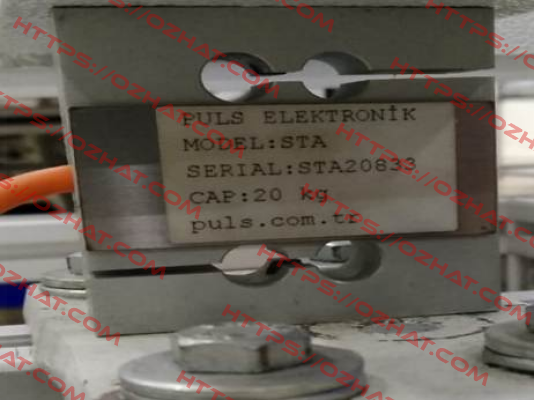 PULS ELEKTRONİK
MODEL:STA
SERIAL:STA20833
CAP:20 kg
puls.com.tr
HTTPS://OZHAT.COM